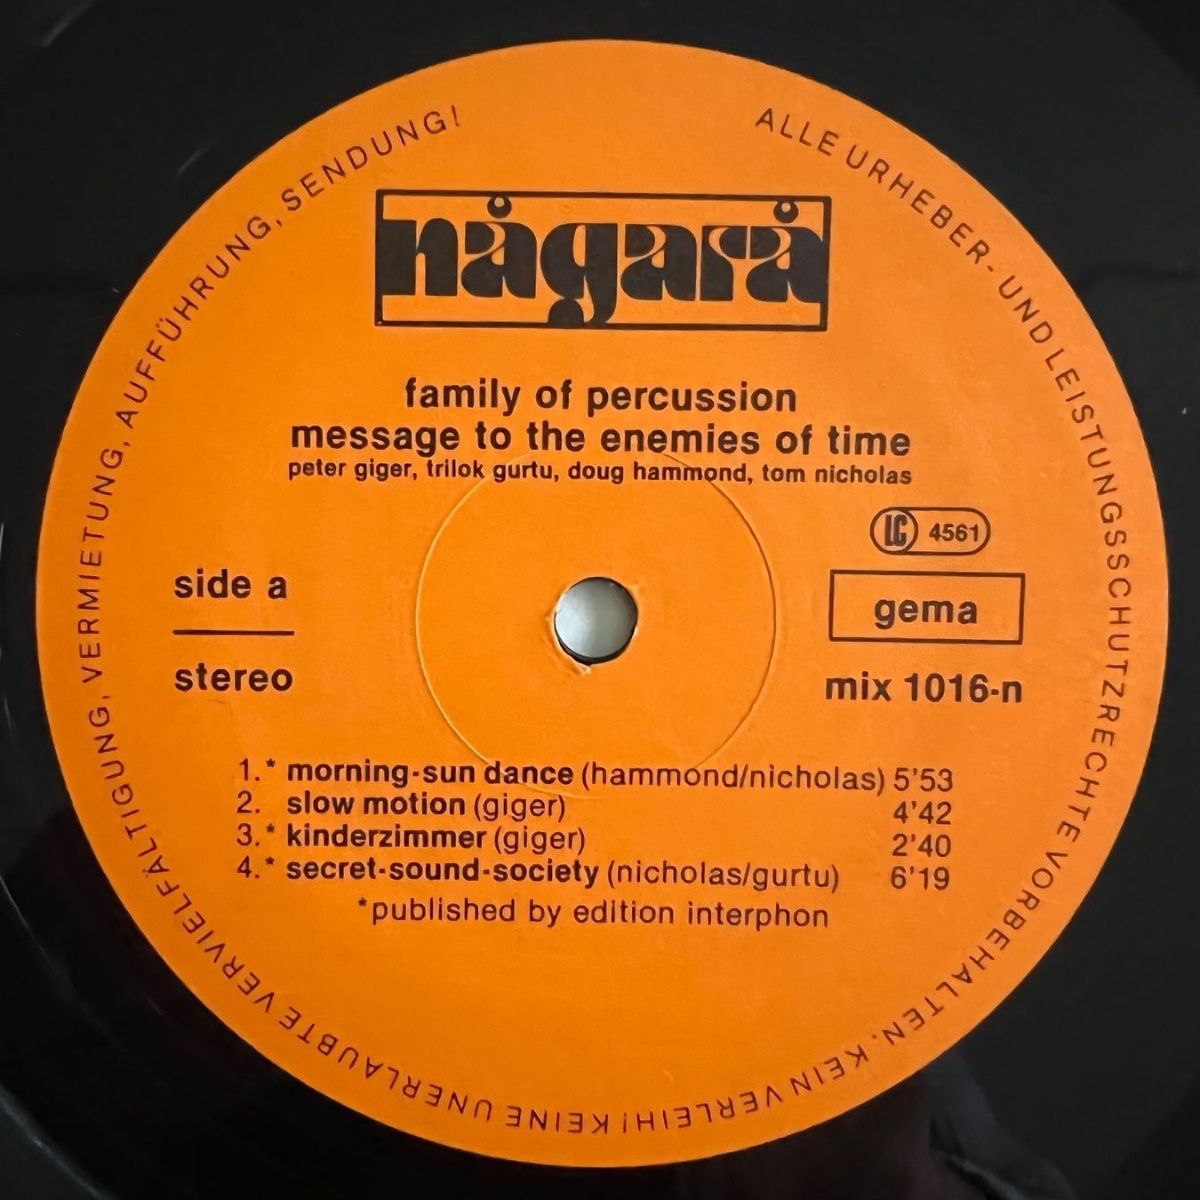 ALLE URHEBER- UND LEISTUNGSSCHUTZRECHTE VORBEHALTEN. KEIN VERLEIH! KEINE UNERLAUBTE VERVIELFÄLTIGUNG, VERMIETUNG, AUFFÜHRUNG, SENDUNG!
någarå
family of percussion
message to the enemies of time
peter giger, trilok gurtu, doug hammond, tom nicholas
LC 4561
side a
gema
stereo
mix 1016-n
1.* morning-sun dance (hammond/nicholas) 5'53
2. slow motion (giger) 4'42
3.* kinderzimmer (giger) 2'40
4.* secret-sound-society (nicholas/gurtu) 6'19
*published by edition interphon